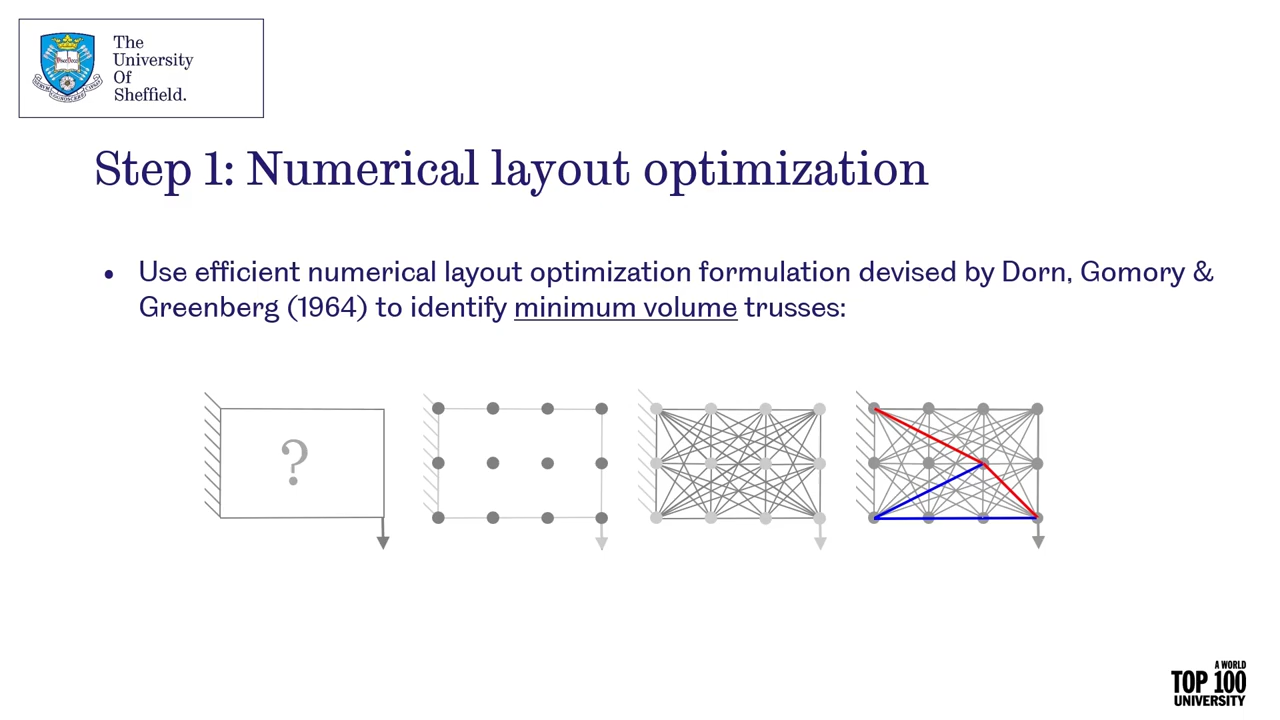 The
University
Of
Sheffield.
Step 1: Numerical layout optimization
• Use efficient numerical layout optimization formulation devised by Dorn, Gomory &
Greenberg (1964) to identify minimum volume trusses:
?
A WORLD
TOP 100
UNIVERSITY